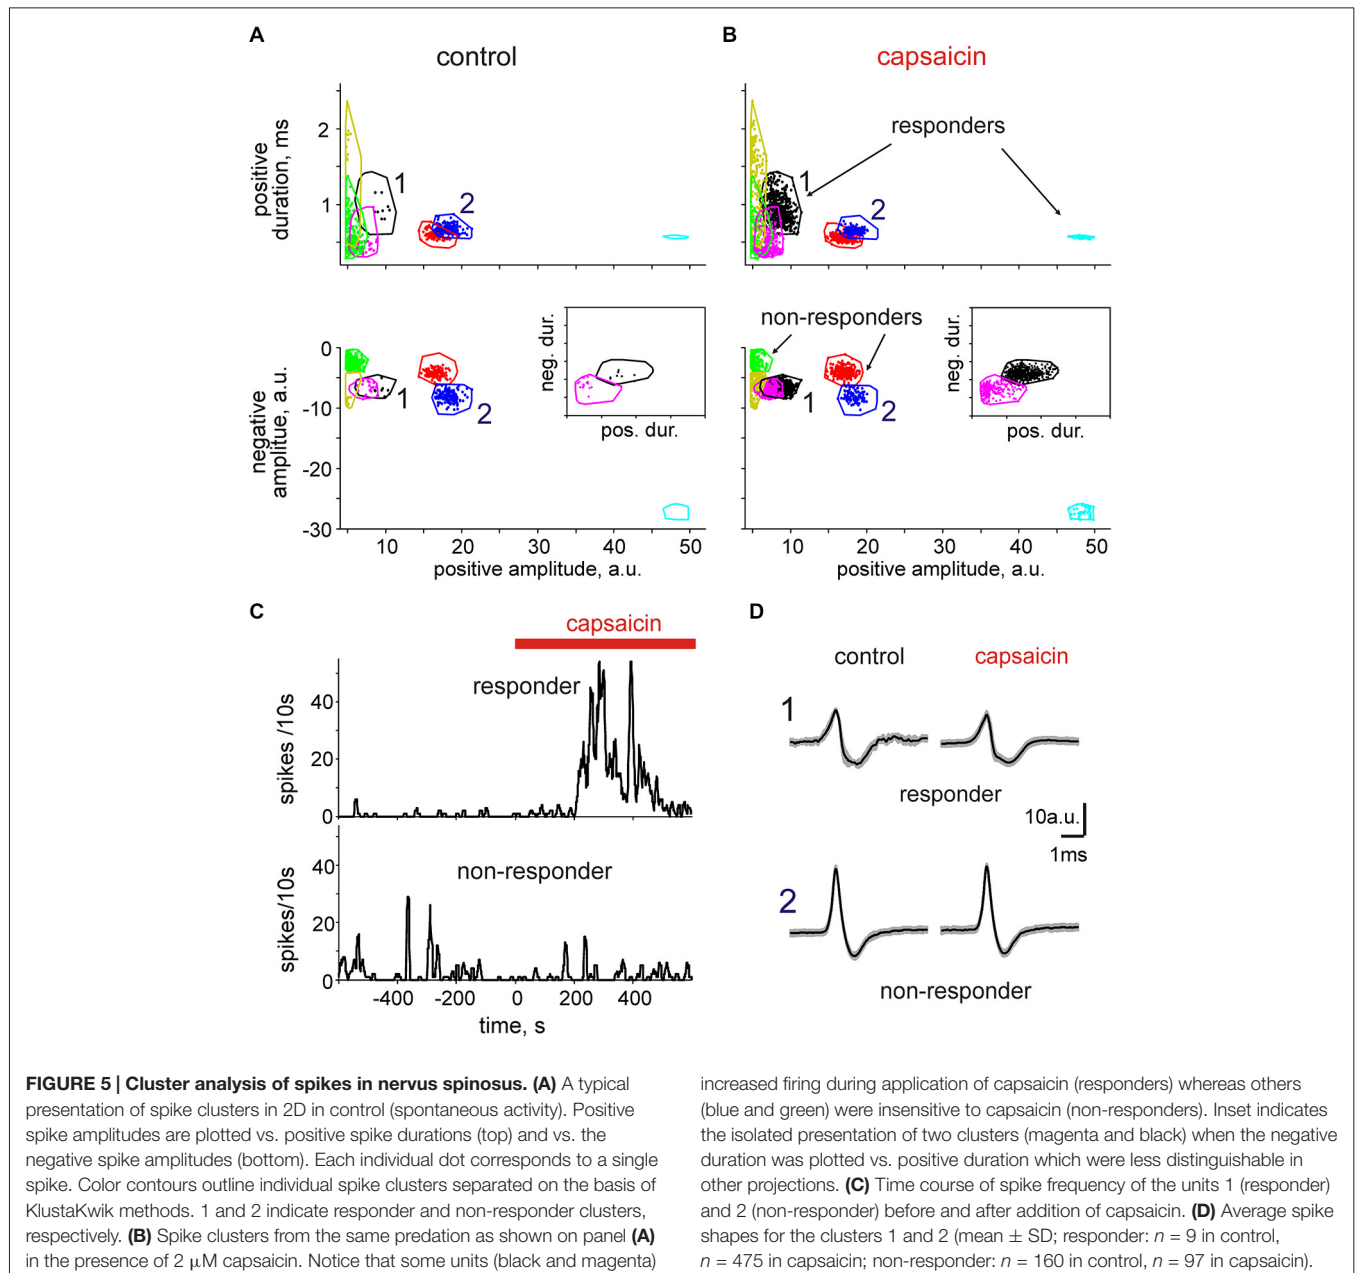 A
control
B
capsaicin
positive
duration, ms
2
1
1
2
responders
1
2
negative
amplitue, a.u.
0
-10
-20
-30
1
2
neg. dur.
pos. dur.
10
20
30
40
50
positive amplitude, a.u.
non-responders
1
2
neg. dur.
pos. dur.
10
20
30
40
50
positive amplitude, a.u.
C
capsaicin
responder
spikes /10s
40
20
0
non-responder
spikes/10s
40
20
0
-400
-200
0
200
400
time, s
D
control
capsaicin
1
responder
10a.u.
1ms
2
non-responder
FIGURE 5 | Cluster analysis of spikes in nervus spinosus. (A) A typical
presentation of spike clusters in 2D in control (spontaneous activity). Positive
spike amplitudes are plotted vs. positive spike durations (top) and vs. the
negative spike amplitudes (bottom). Each individual dot corresponds to a single
spike. Color contours outline individual spike clusters separated on the basis of
KlustaKwik methods. 1 and 2 indicate responder and non-responder clusters,
respectively. (B) Spike clusters from the same predation as shown on panel (A)
in the presence of 2 μM capsaicin. Notice that some units (black and magenta)
increased firing during application of capsaicin (responders) whereas others
(blue and green) were insensitive to capsaicin (non-responders). Inset indicates
the isolated presentation of two clusters (magenta and black) when the negative
duration was plotted vs. positive duration which were less distinguishable in
other projections. (C) Time course of spike frequency of the units 1 (responder)
and 2 (non-responder) before and after addition of capsaicin. (D) Average spike
shapes for the clusters 1 and 2 (mean ± SD; responder: n = 9 in control,
n = 475 in capsaicin; non-responder: n = 160 in control, n = 97 in capsaicin).